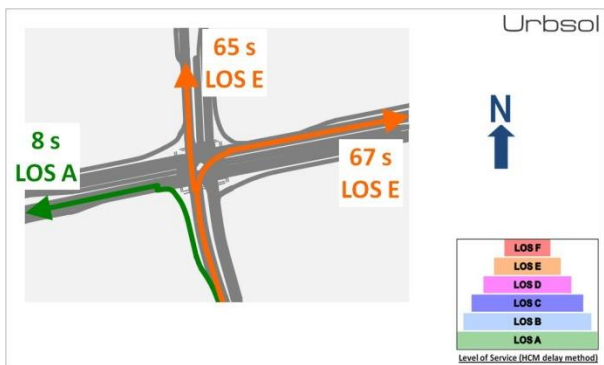 Urbsol
65 s
LOS E
N
8 s
LOS A
67 s
LOS E
LOS F
LOS E
LOS D
LOS C
LOS B
LOS A
Level of Service (HCM delay method)